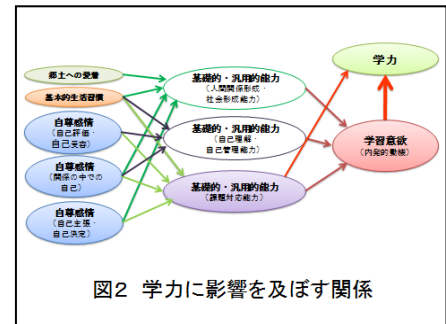 学力
郷土への愛着
基本的生活習慣
基礎的・汎用的能力
（人間関係形成・
社会形成能力）
自尊感情
（自己評価・
自己受容）
基礎的・汎用的能力
（自己理解・
自己管理能力）
学習意欲
（内発的動機）
自尊感情
（関係の中での
自己）
基礎的・汎用的能力
（課題対応能力）
自尊感情
（自己主張・
自己決定）
図2 学力に影響を及ぼす関係